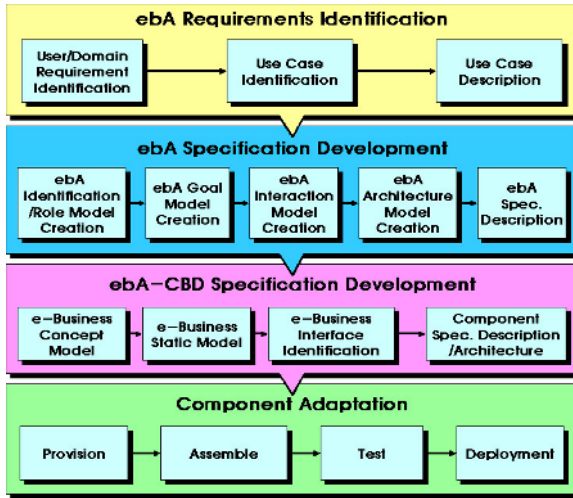 ebA Requirements Identification
User/Domain
Requirement
Identification
Use Case
Identification
Use Case
Description
ebA Specification Development
ebA
Identification
/Role Model
Creation
ebA Goal
Model
Creation
ebA
Interaction
Model
Creation
ebA
Architecture
Model
Creation
ebA
Spec.
Description
ebA-CBD Specification Development
e-Business
Concept
Model
e-Business
Static Model
e-Business
Interface
Identification
Component
Spec. Description
/Architecture
Component Adaptation
Provision
Assemble
Test
Deployment